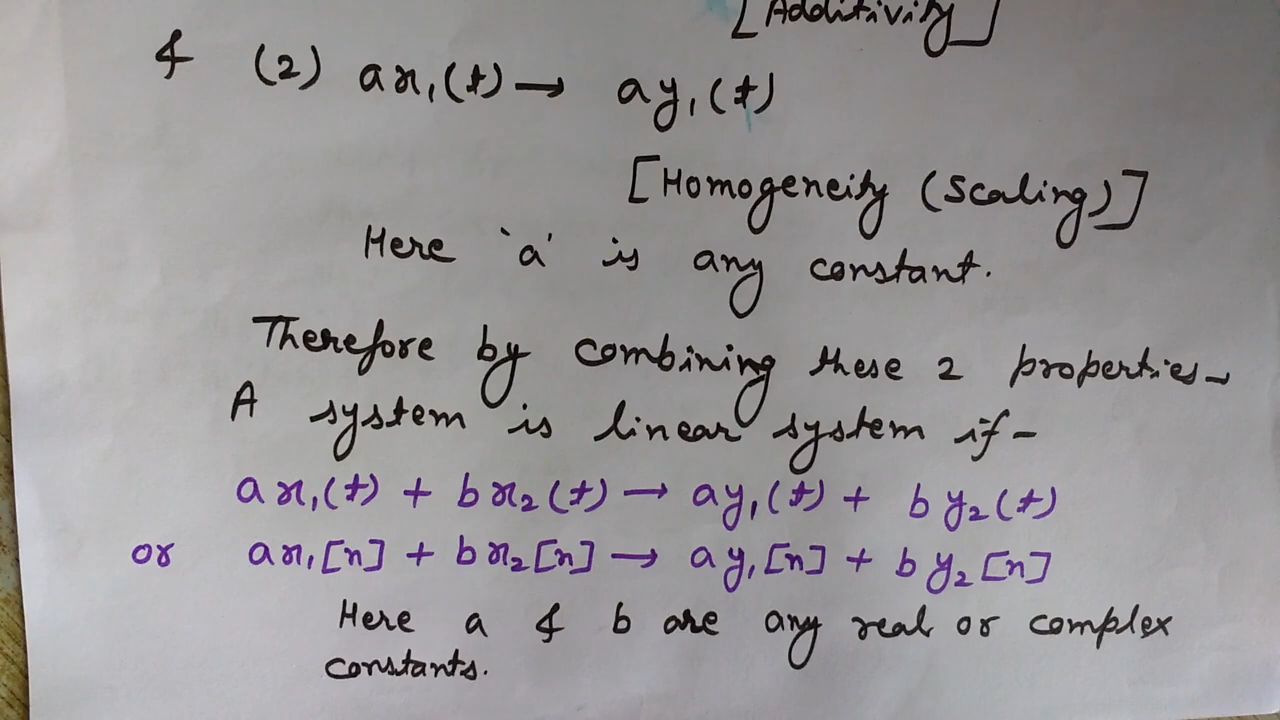 [Additivity]
& (2) ax₁(t) → ay₁(t)
[Homogeneity (Scaling)]
Here 'a' is any constant.
Therefore by combining these 2 properties-
A system is linear system if -
ax₁(t) + bx₂(t) → ay₁(t) + by₂(t)
or ax₁[n] + bx₂[n] → ay₁[n] + by₂[n]
Here a & b are any real or complex
constants.